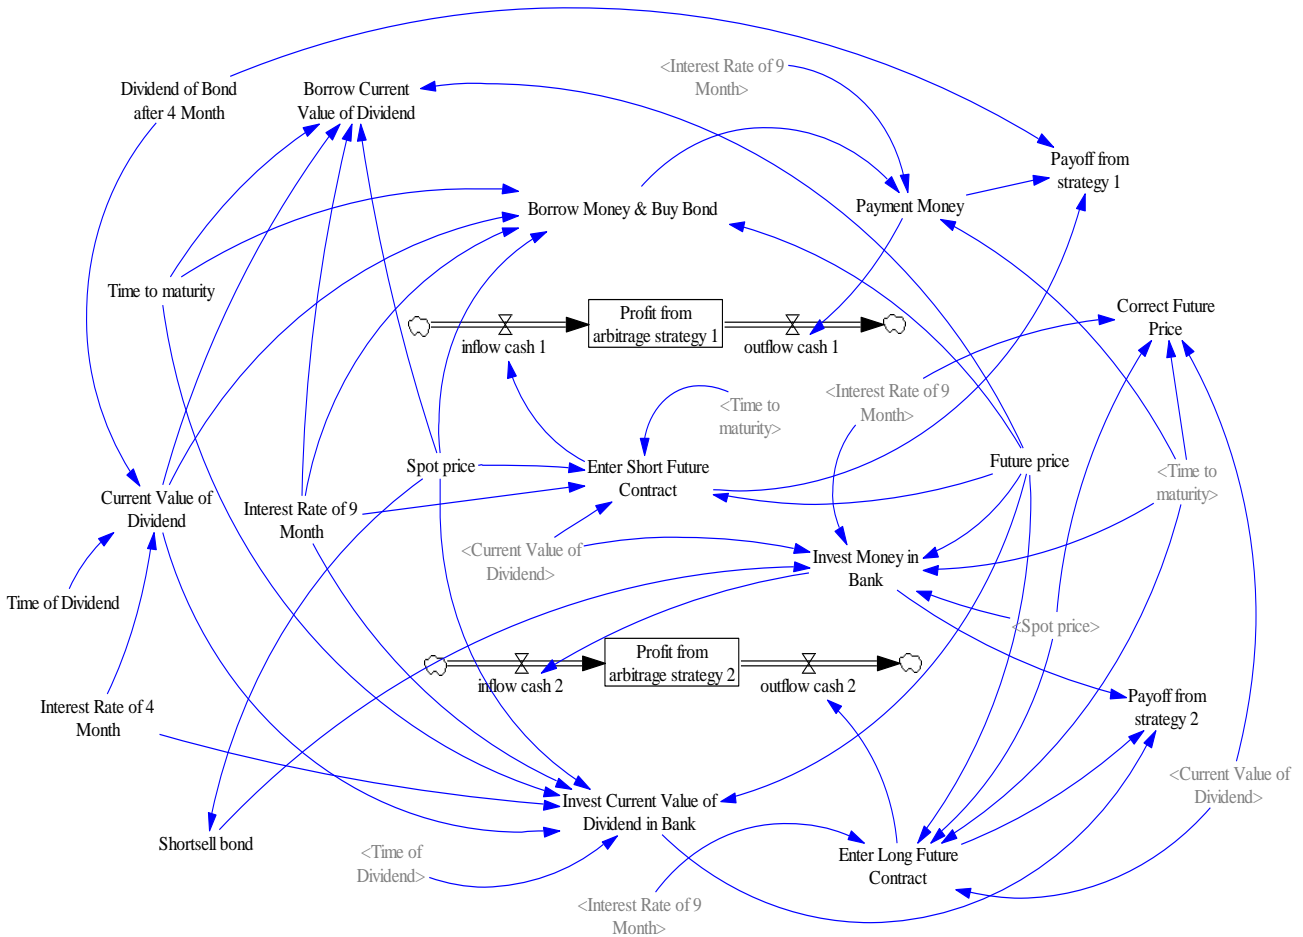 <Interest Rate of 9
Month>
Dividend of Bond
after 4 Month
Borrow Current
Value of Dividend
Payoff from
strategy 1
Borrow Money & Buy Bond
Payment Money
Time to maturity
Profit from
arbitrage strategy 1
inflow cash 1
outflow cash 1
Correct Future
Price
<Interest Rate of 9
Month>
<Time to
maturity>
Spot price
Enter Short Future
Contract
Future price
<Time to
maturity>
Current Value of
Dividend
Interest Rate of 9
Month
<Current Value of
Dividend>
Invest Money in
Bank
Time of Dividend
<Spot price>
Profit from
arbitrage strategy 2
inflow cash 2
outflow cash 2
Interest Rate of 4
Month
Payoff from
strategy 2
<Current Value of
Dividend>
Invest Current Value of
Dividend in Bank
Shortsell bond
<Time of
Dividend>
Enter Long Future
Contract
<Interest Rate of 9
Month>